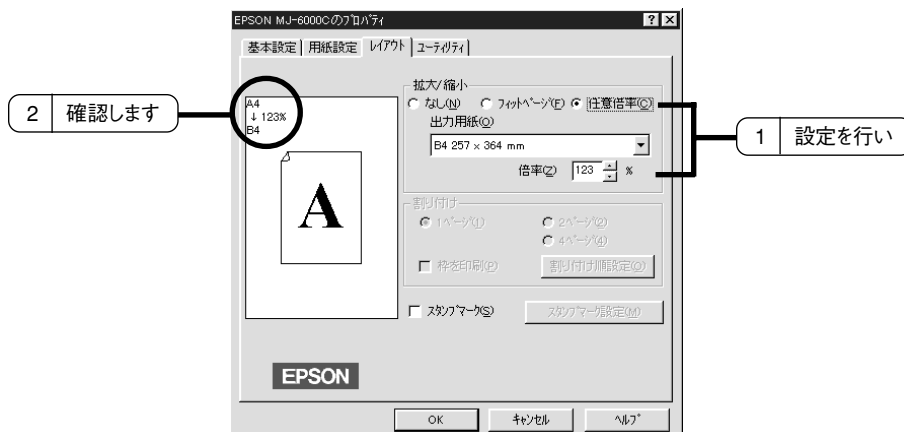 EPSON MJ-6000Cのプロパティ
基本設定 用紙設定 レイアウト ユーティリティ
A4
↓ 123%
B4
A
拡大/縮小
なし(N) フィットページ(F) 任意倍率(C)
出力用紙(O)
B4 257 x 364 mm
倍率(Z) 123 %
割り付け
1ページ(1) 2ページ(2)
4ページ(4)
枠を印刷(P) 割り付け順設定(O)
スタンプマーク(S) スタンプマーク設定(M)
EPSON
OK キャンセル ヘルプ
2 確認します
1 設定を行い